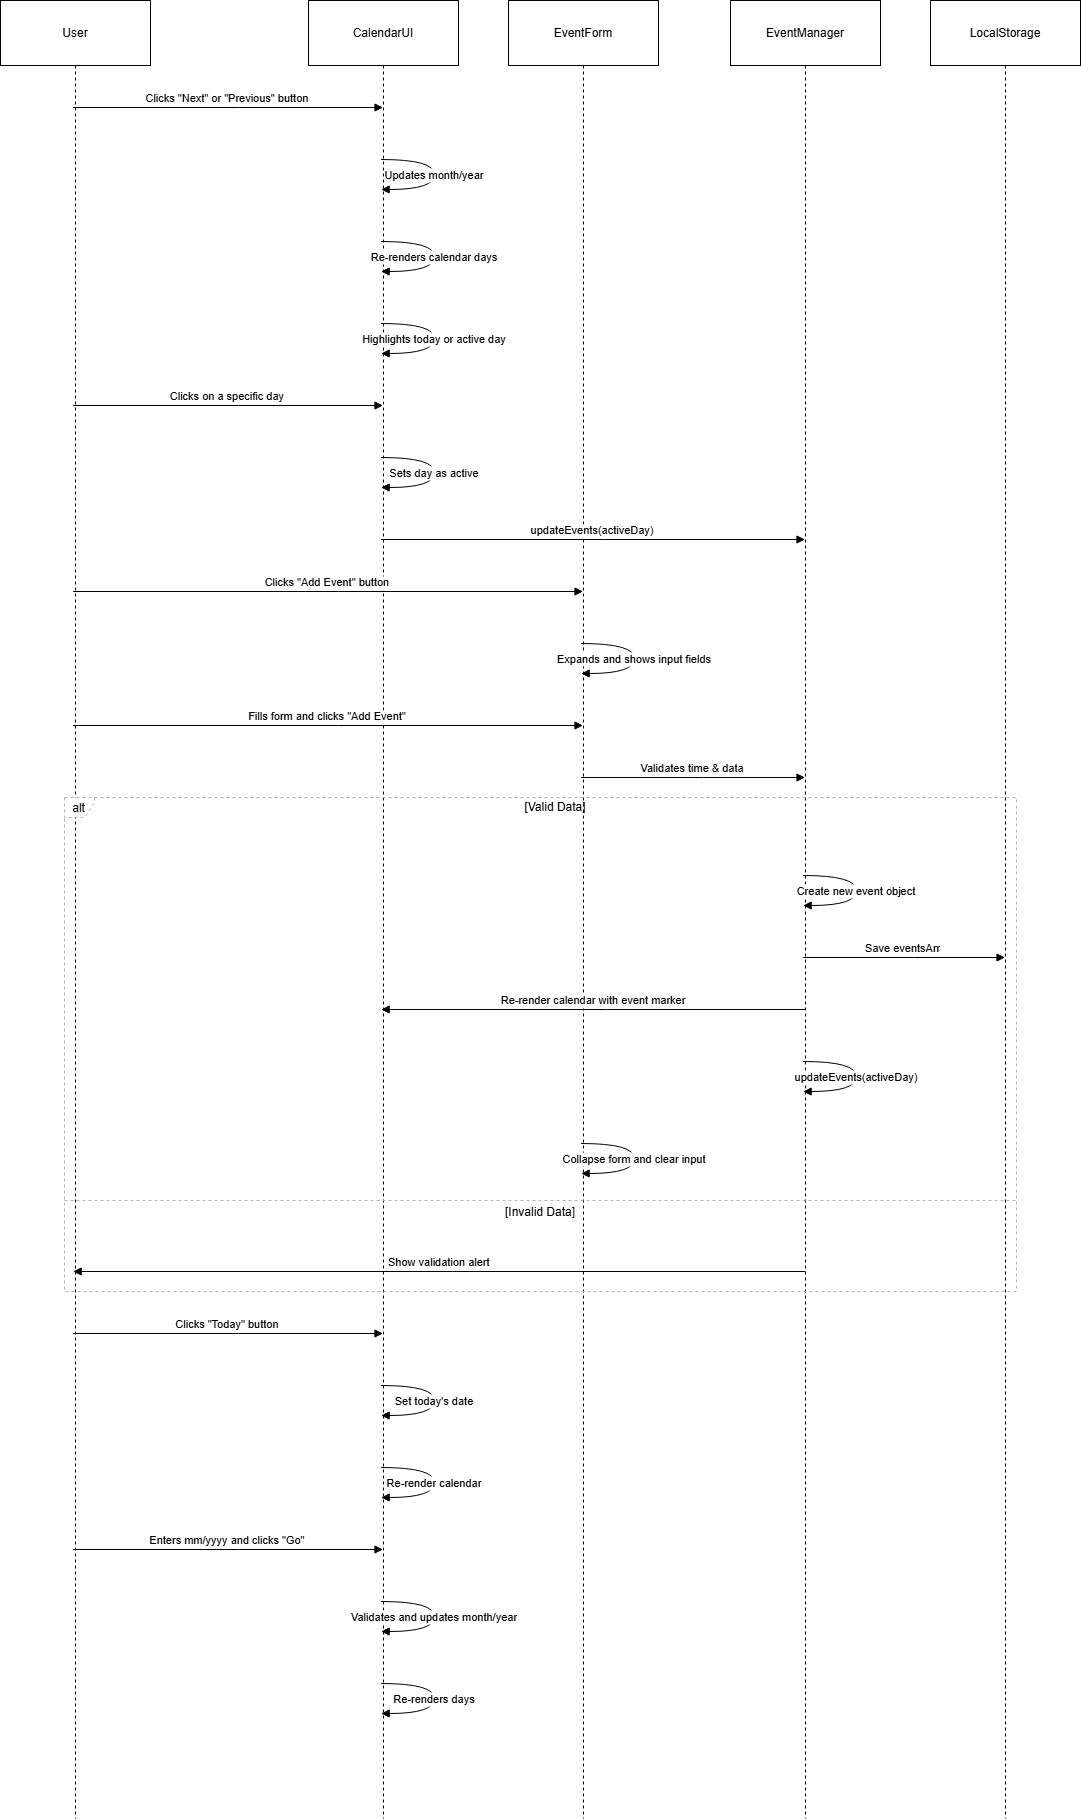 User
CalendarUI
EventForm
EventManager
LocalStorage
Clicks "Next" or "Previous" button
Updates month/year
Re-renders calendar days
Highlights today or active day
Clicks on a specific day
Sets day as active
updateEvents(activeDay)
Clicks "Add Event" button
Expands and shows input fields
Fills form and clicks "Add Event"
Validates time & data
alt
[Valid Data]
Create new event object
Save eventsArr
Re-render calendar with event marker
updateEvents(activeDay)
Collapse form and clear input
[Invalid Data]
Show validation alert
Clicks "Today" button
Set today's date
Re-render calendar
Enters mm/yyyy and clicks "Go"
Validates and updates month/year
Re-renders days